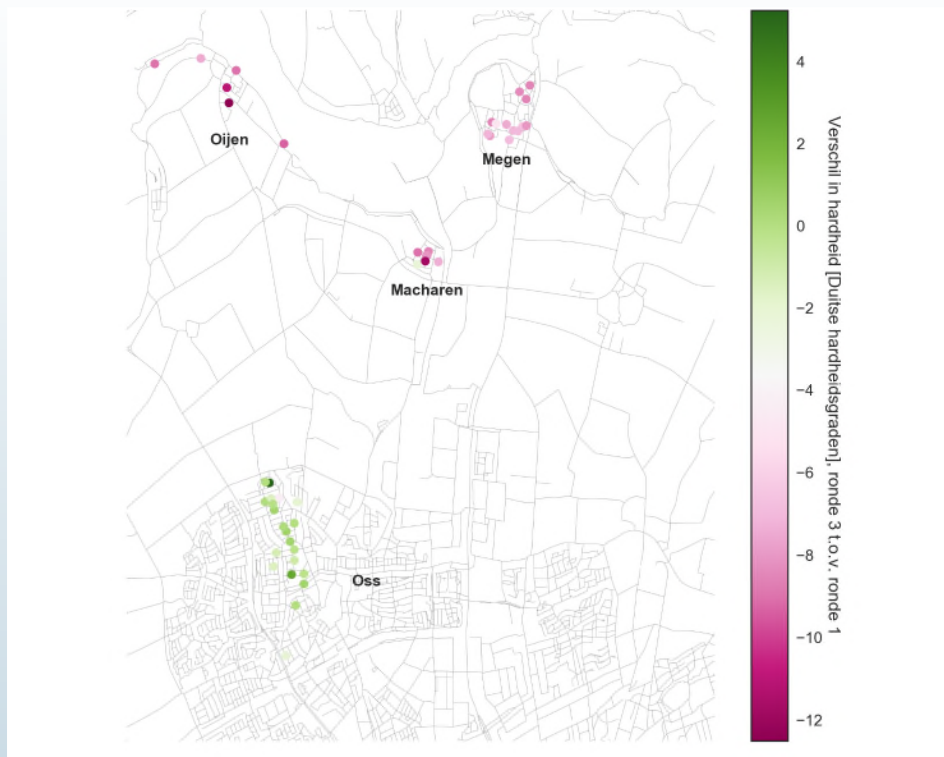 Oijen
Megen
Macharen
Oss
4
2
0
−2
−4
−6
−8
−10
−12
Verschil in hardheid [Duitse hardheidsgraden], ronde 3 t.o.v. ronde 1